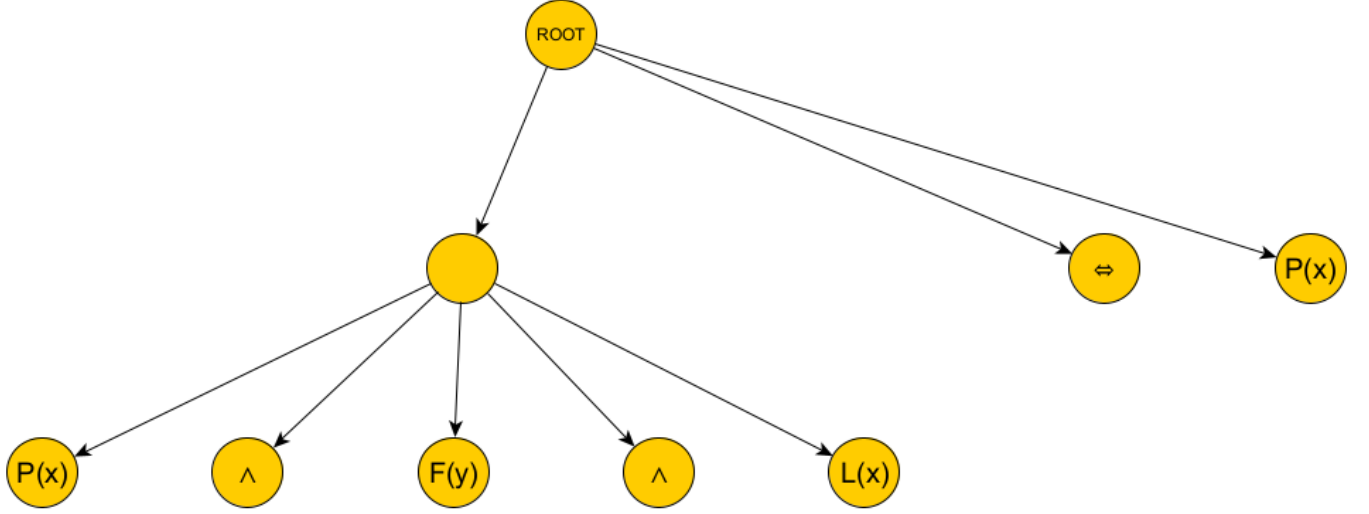 ROOT
⇔ P(x)
P(x) ∧ F(y) ∧ L(x)